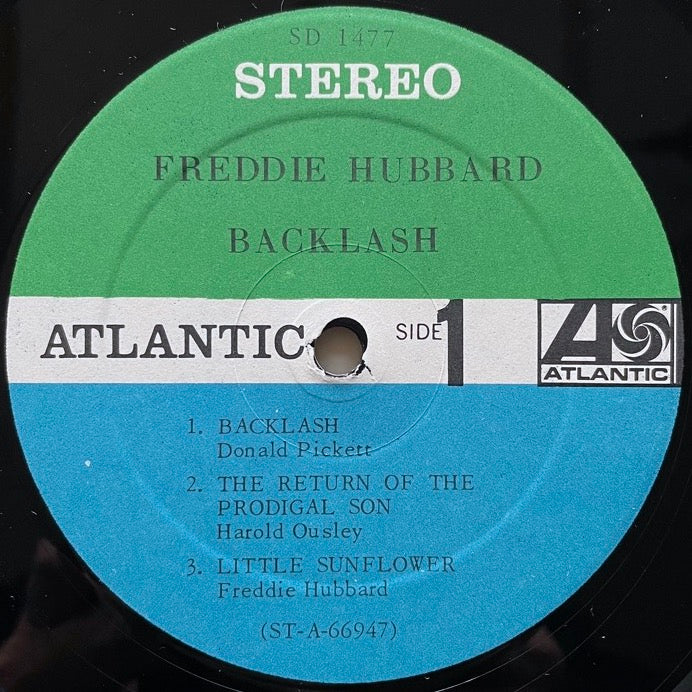 SD 1477
STEREO
FREDDIE HUBBARD
BACKLASH
ATLANTIC SIDE 1
ATLANTIC
1. BACKLASH
Donald Pickett
2. THE RETURN OF THE
PRODIGAL SON
Harold Ousley
3. LITTLE SUNFLOWER
Freddie Hubbard
(ST-A-66947)